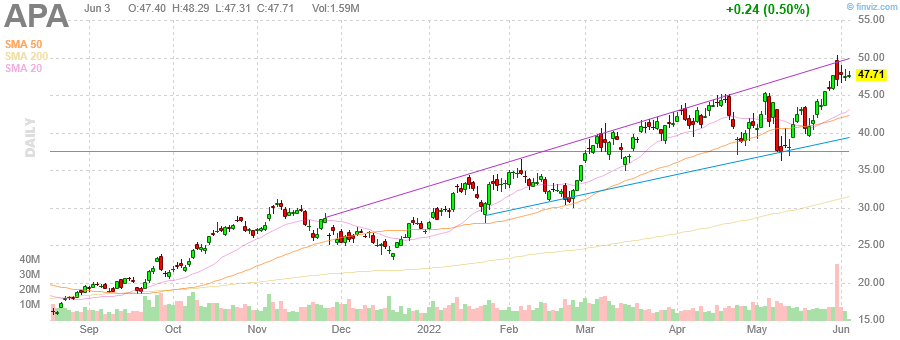 APA Jun 3 O:47.40 H:48.29 L:47.31 C:47.71 Vol:1.59M +0.24 (0.50%) © finviz.com
SMA 50
SMA 200
SMA 20
DAILY
55.00
50.00
47.71
45.00
40.00
35.00
30.00
25.00
20.00
15.00
40M
30M
20M
10M
Sep Oct Nov Dec 2022 Feb Mar Apr May Jun